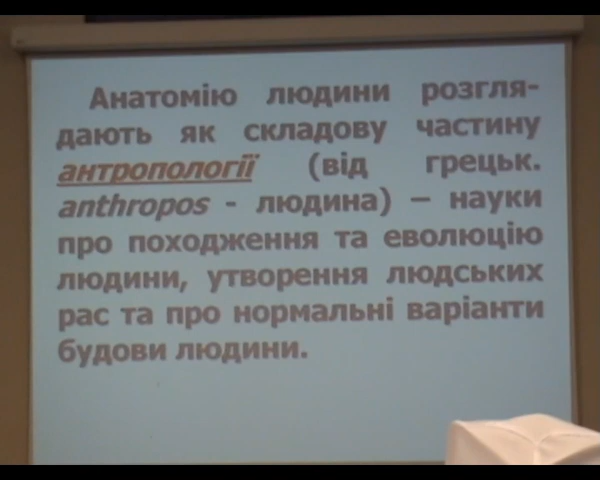 Анатомію людини розгля-
дають як складову частину
антропології (від грецьк.
anthropos - людина) – науки
про походження та еволюцію
людини, утворення людських
рас та про нормальні варіанти
будови людини.